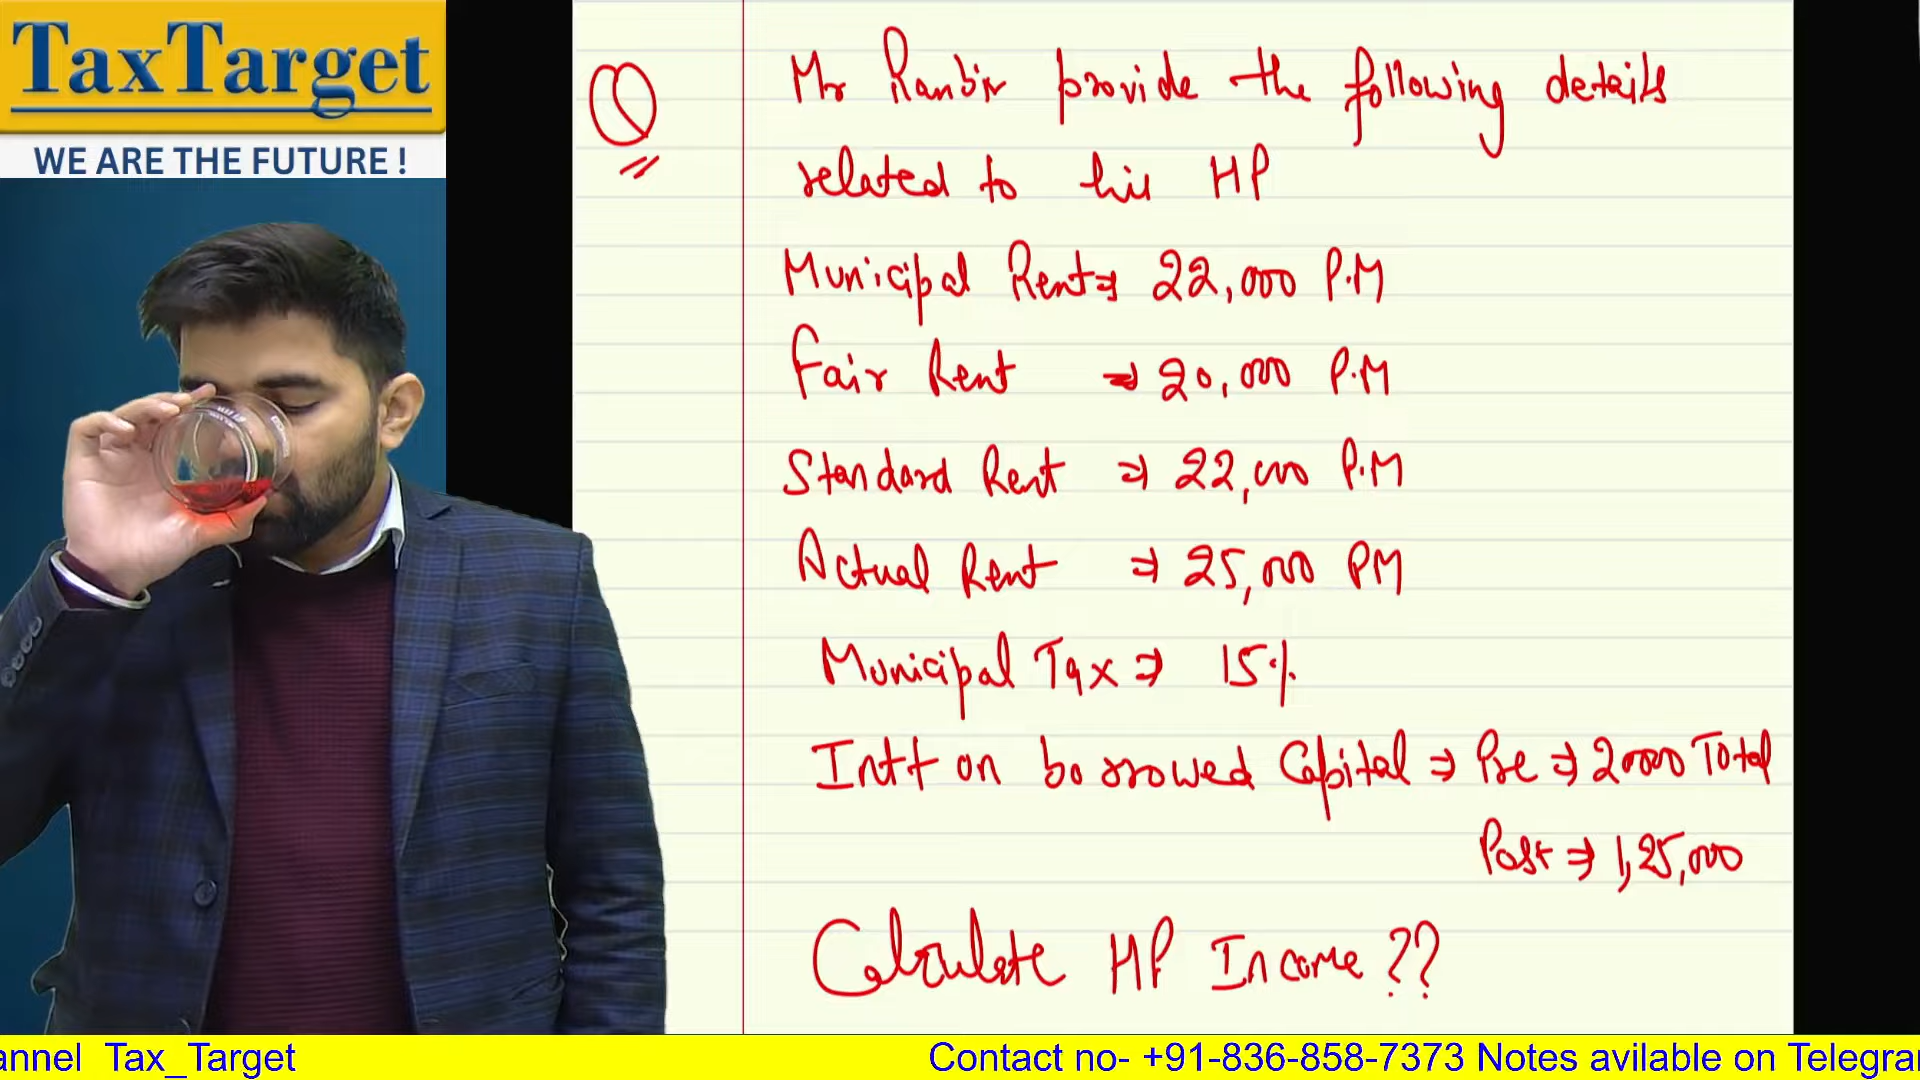 TaxTarget
WE ARE THE FUTURE !
Q
Mr Ranbir provide the following details
related to his HP
Municipal Rent ⇒ 22,000 P.M
Fair Rent ⇒ 20,000 P.M
Standard Rent ⇒ 22,000 P.M
Actual Rent ⇒ 25,000 PM
Municipal Tax ⇒ 15%
Intt on borrowed Capital ⇒ Pre ⇒ 20000 Total
Post ⇒ 1,25,000
Calculate HP Income ??
annel Tax_Target Contact no- +91-836-858-7373 Notes avilable on Telegra